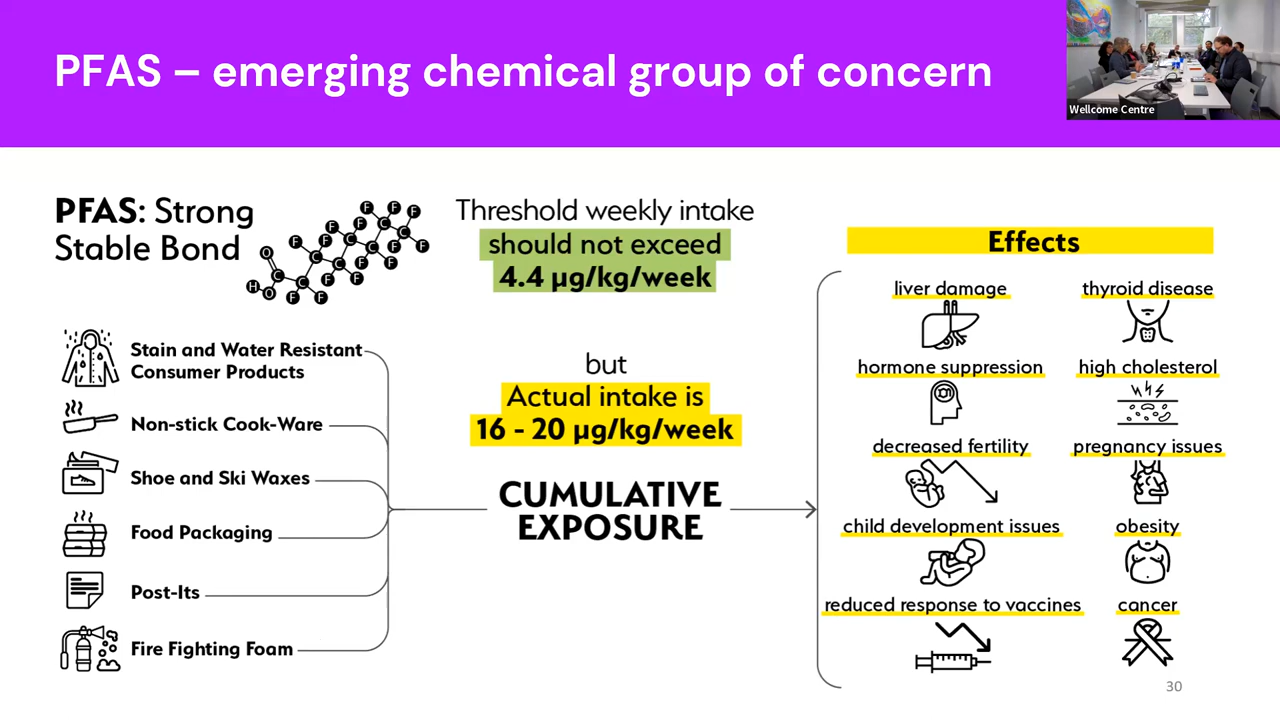 PFAS – emerging chemical group of concern
Wellcome Centre
PFAS: Strong
Stable Bond
F F F F F F F F F F F F F F F
C C C C C C C C
O
H O
Threshold weekly intake
should not exceed
4.4 µg/kg/week
but
Actual intake is
16 - 20 µg/kg/week
CUMULATIVE
EXPOSURE
Stain and Water Resistant
Consumer Products
Non-stick Cook-Ware
Shoe and Ski Waxes
Food Packaging
Post-Its
Fire Fighting Foam
Effects
liver damage
thyroid disease
hormone suppression
high cholesterol
decreased fertility
pregnancy issues
child development issues
obesity
reduced response to vaccines
cancer
30